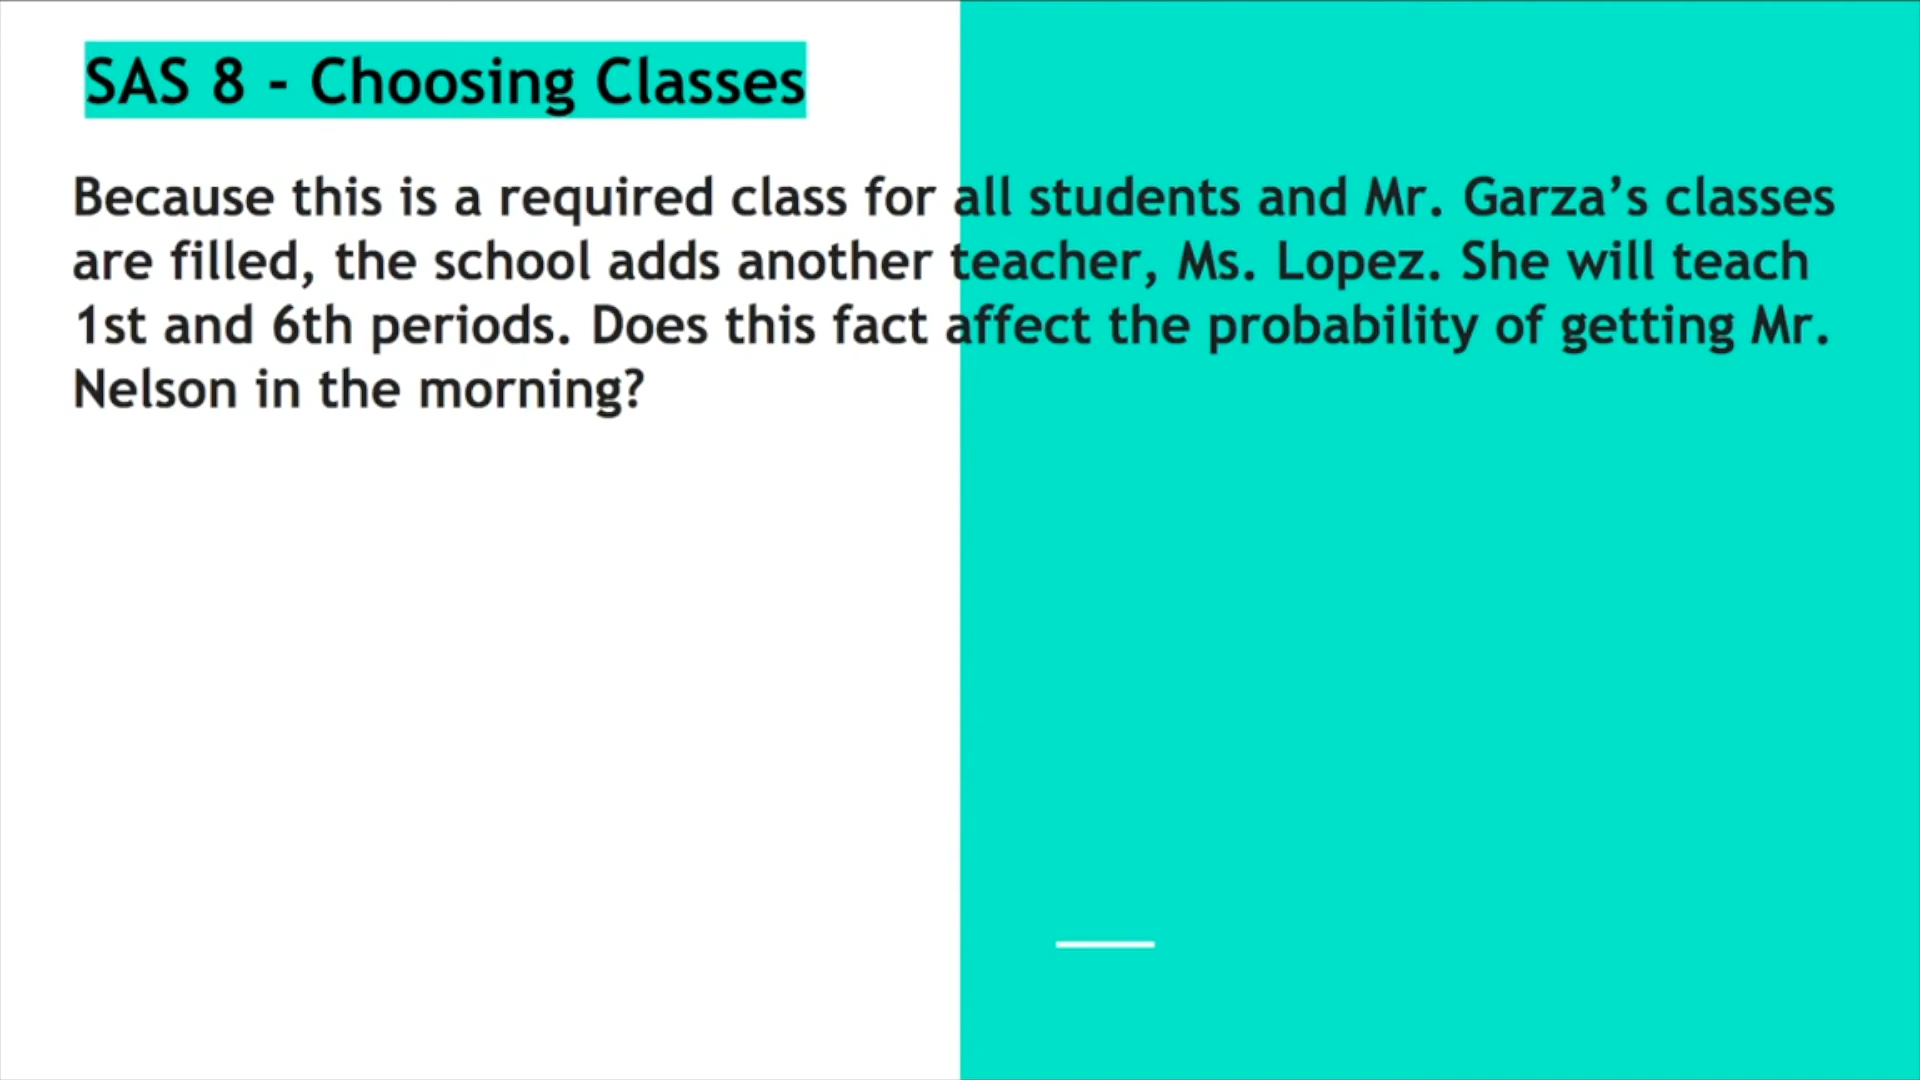 SAS 8 - Choosing Classes
Because this is a required class for all students and Mr. Garza’s classes
are filled, the school adds another teacher, Ms. Lopez. She will teach
1st and 6th periods. Does this fact affect the probability of getting Mr.
Nelson in the morning?